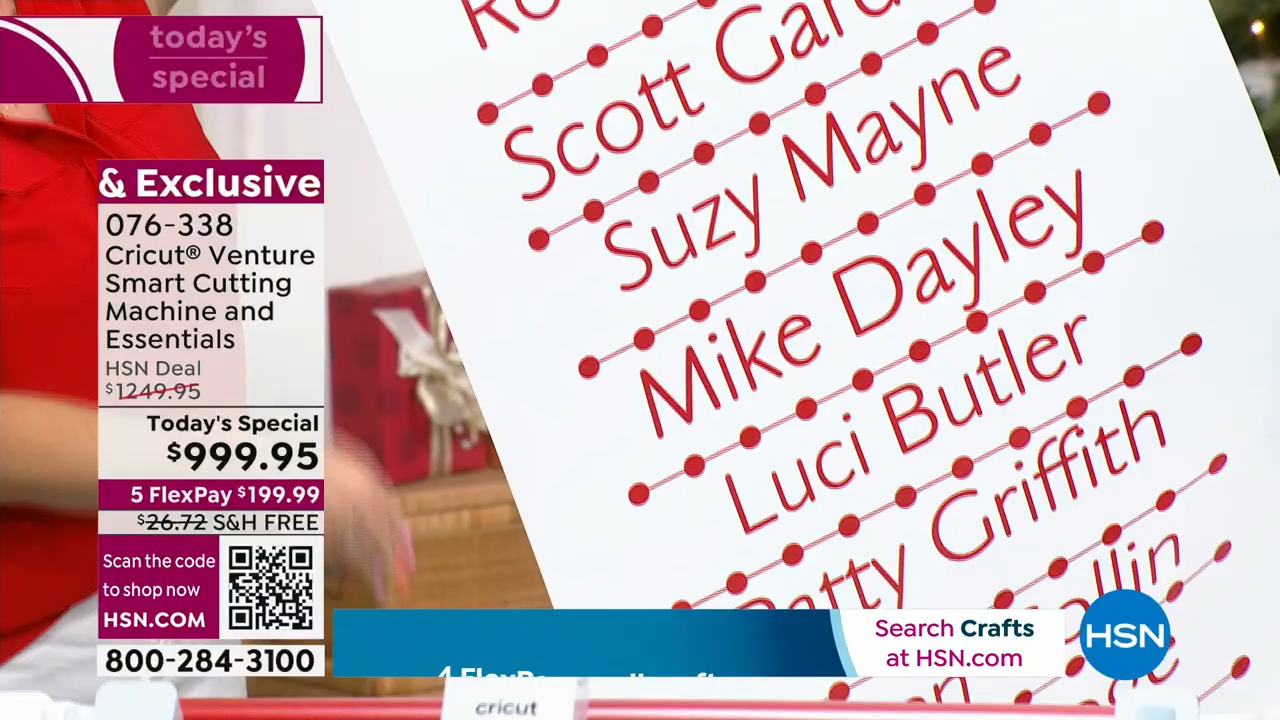 today's
special
& Exclusive
076-338
Cricut® Venture
Smart Cutting
Machine and
Essentials
HSN Deal
$1249.95
Today's Special
$999.95
5 FlexPay $199.99
$26.72 S&H FREE
Scan the code
to shop now
HSN.COM
800-284-3100
Scott
Suzy Mayne
Mike Dayley
Luci Butler
Patty Griffith
Search Crafts
at HSN.com
HSN
cricut